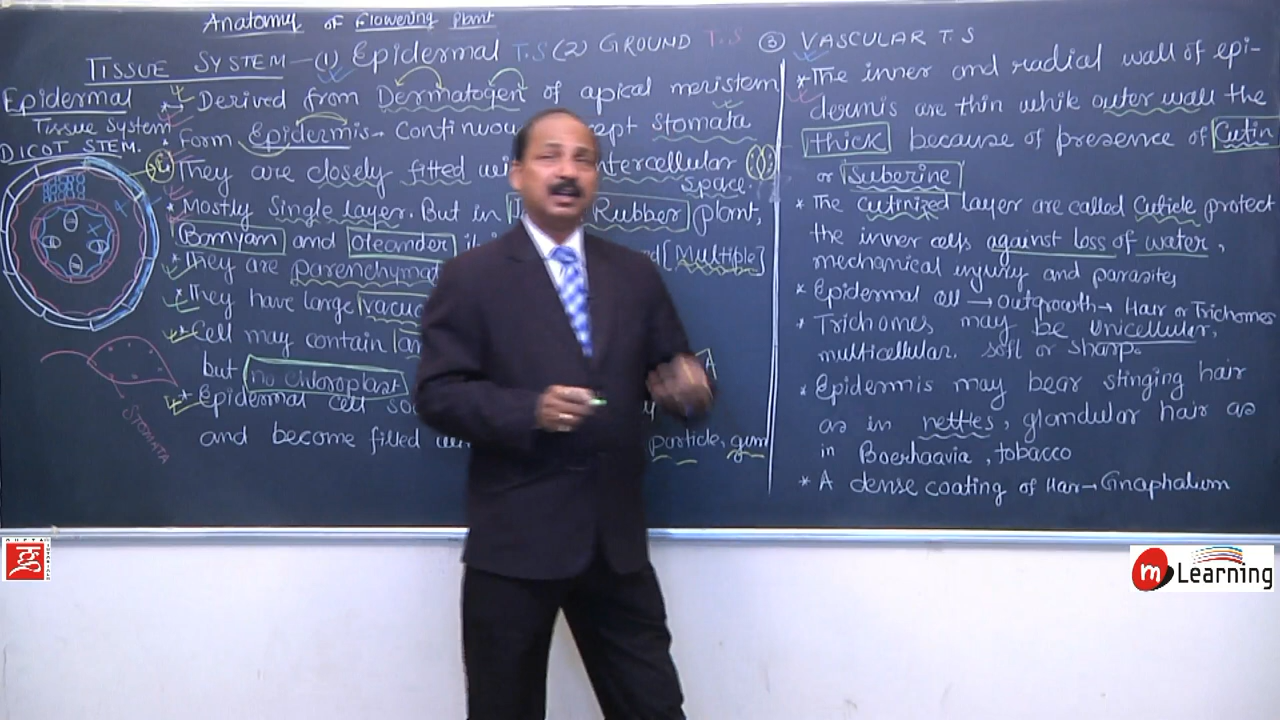 Anatomy of Flowering Plant
TISSUE SYSTEM - (1) Epidermal T.S (2) GROUND T.S (3) VASCULAR T.S
Epidermal
Tissue System
DICOT STEM.
STOMATA
* Derived from Dermatogen of apical meristem
* Form Epidermis - Continuous stomata
* They are closely fitted intercellular
space.
* Mostly Single layer. But in Rubber plant,
Banyan and Oleander [Multiple]
* They are parenchymat
* They have large vacu
* Cell may contain
but no chloroplast
* Epidermal cell
and become filled particle, gum
* The inner and radial wall of epi-
dermis are thin while outer wall the
thick because of presence of Cutin
or Suberine
* The cutinized layer are called Cuticle protect
the inner cells against loss of water,
mechanical injury and parasites
* Epidermal cell → outgrowth → Hair or Trichomes
* Trichomes may be Unicellular,
multicellular. soft or sharp.
* Epidermis may bear stinging hair
as in nettles, glandular hair as
in Boerhaavia, tobacco
* A dense coating of Hair → Gnaphalium
GUPTA
TUTORIALS
m Learning